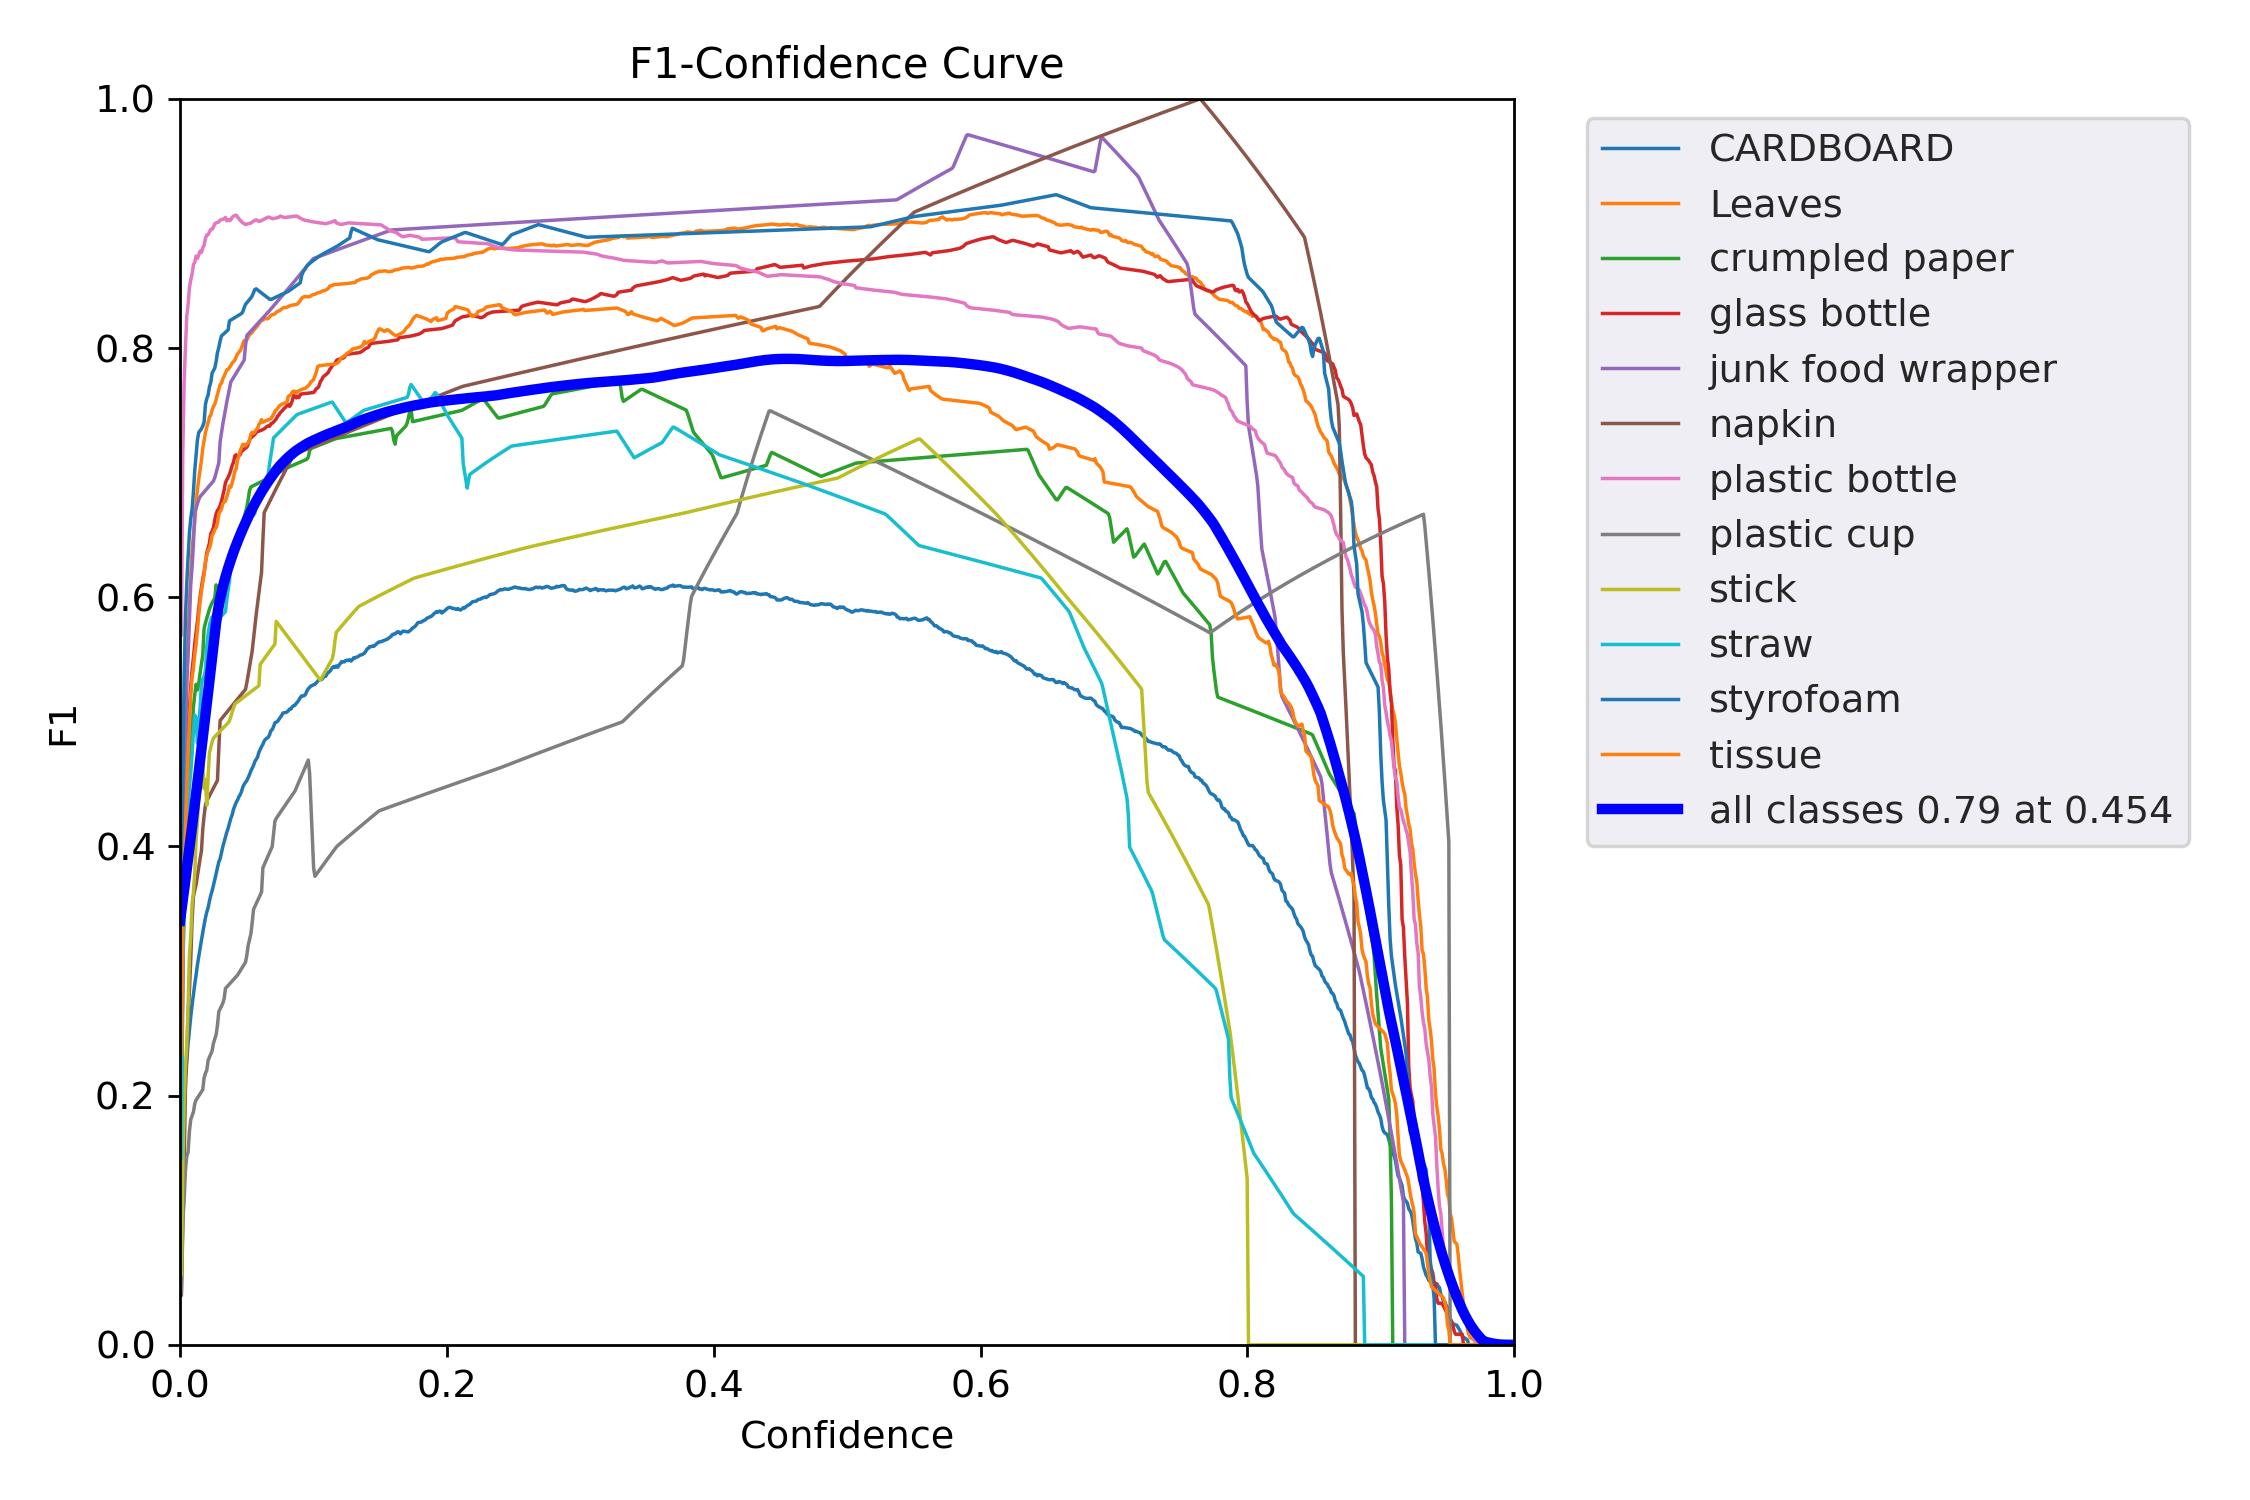 F1-Confidence Curve
1.0
0.8
0.6
0.4
0.2
0.0
F1
0.0 0.2 0.4 0.6 0.8 1.0
Confidence
CARDBOARD
Leaves
crumpled paper
glass bottle
junk food wrapper
napkin
plastic bottle
plastic cup
stick
straw
styrofoam
tissue
all classes 0.79 at 0.454